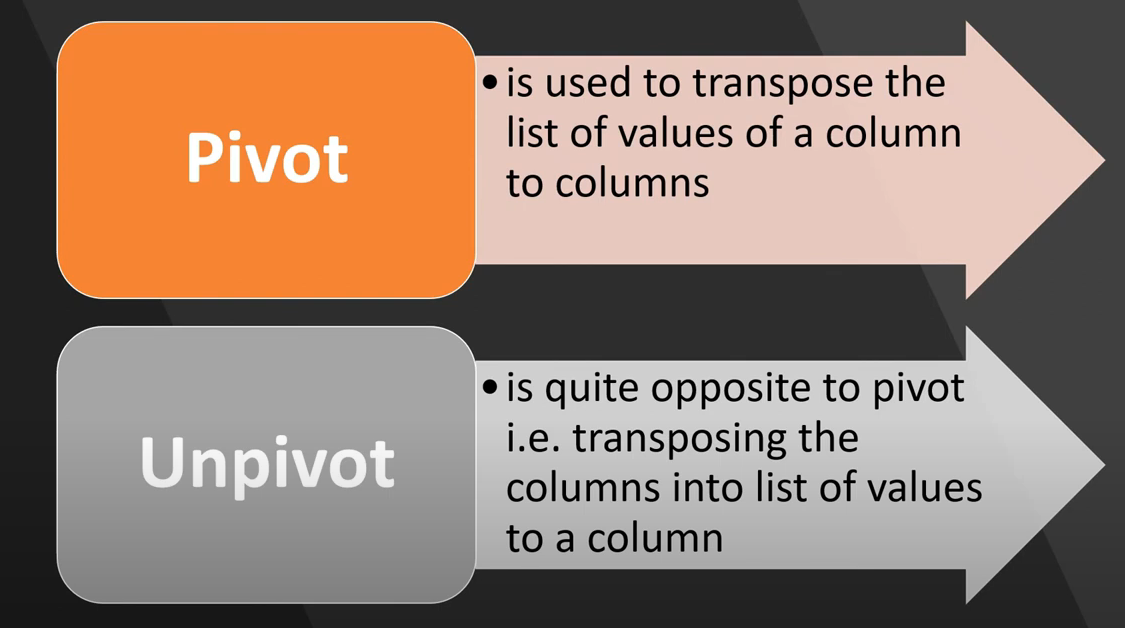 Pivot
•is used to transpose the
list of values of a column
to columns
Unpivot
•is quite opposite to pivot
i.e. transposing the
columns into list of values
to a column